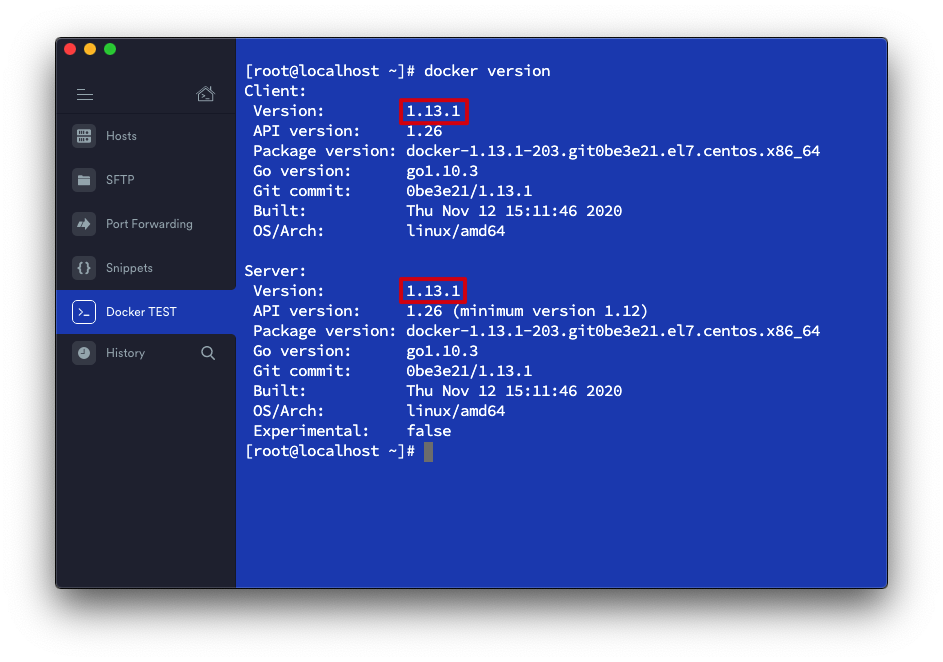 Hosts
SFTP
Port Forwarding
Snippets
Docker TEST
History
[root@localhost ~]# docker version
Client:
 Version:         1.13.1
 API version:     1.26
 Package version: docker-1.13.1-203.git0be3e21.el7.centos.x86_64
 Go version:      go1.10.3
 Git commit:      0be3e21/1.13.1
 Built:           Thu Nov 12 15:11:46 2020
 OS/Arch:         linux/amd64

Server:
 Version:         1.13.1
 API version:     1.26 (minimum version 1.12)
 Package version: docker-1.13.1-203.git0be3e21.el7.centos.x86_64
 Go version:      go1.10.3
 Git commit:      0be3e21/1.13.1
 Built:           Thu Nov 12 15:11:46 2020
 OS/Arch:         linux/amd64
 Experimental:    false
[root@localhost ~]#